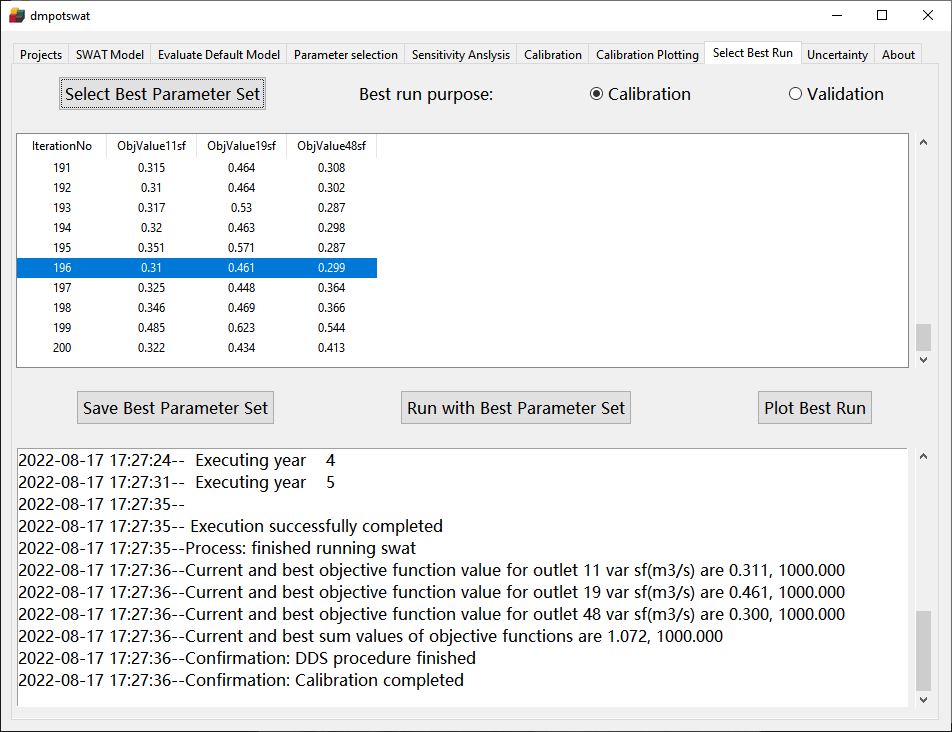 dmpotswat
Projects SWAT Model Evaluate Default Model Parameter selection Sensitivity Anslysis Calibration Calibration Plotting Select Best Run Uncertainty About
Select Best Parameter Set Best run purpose: Calibration Validation
IterationNo ObjValue11sf ObjValue19sf ObjValue48sf
191 0.315 0.464 0.308
192 0.31 0.464 0.302
193 0.317 0.53 0.287
194 0.32 0.463 0.298
195 0.351 0.571 0.287
196 0.31 0.461 0.299
197 0.325 0.448 0.364
198 0.346 0.469 0.366
199 0.485 0.623 0.544
200 0.322 0.434 0.413
Save Best Parameter Set Run with Best Parameter Set Plot Best Run
2022-08-17 17:27:24-- Executing year 4
2022-08-17 17:27:31-- Executing year 5
2022-08-17 17:27:35--
2022-08-17 17:27:35-- Execution successfully completed
2022-08-17 17:27:35--Process: finished running swat
2022-08-17 17:27:36--Current and best objective function value for outlet 11 var sf(m3/s) are 0.311, 1000.000
2022-08-17 17:27:36--Current and best objective function value for outlet 19 var sf(m3/s) are 0.461, 1000.000
2022-08-17 17:27:36--Current and best objective function value for outlet 48 var sf(m3/s) are 0.300, 1000.000
2022-08-17 17:27:36--Current and best sum values of objective functions are 1.072, 1000.000
2022-08-17 17:27:36--Confirmation: DDS procedure finished
2022-08-17 17:27:36--Confirmation: Calibration completed